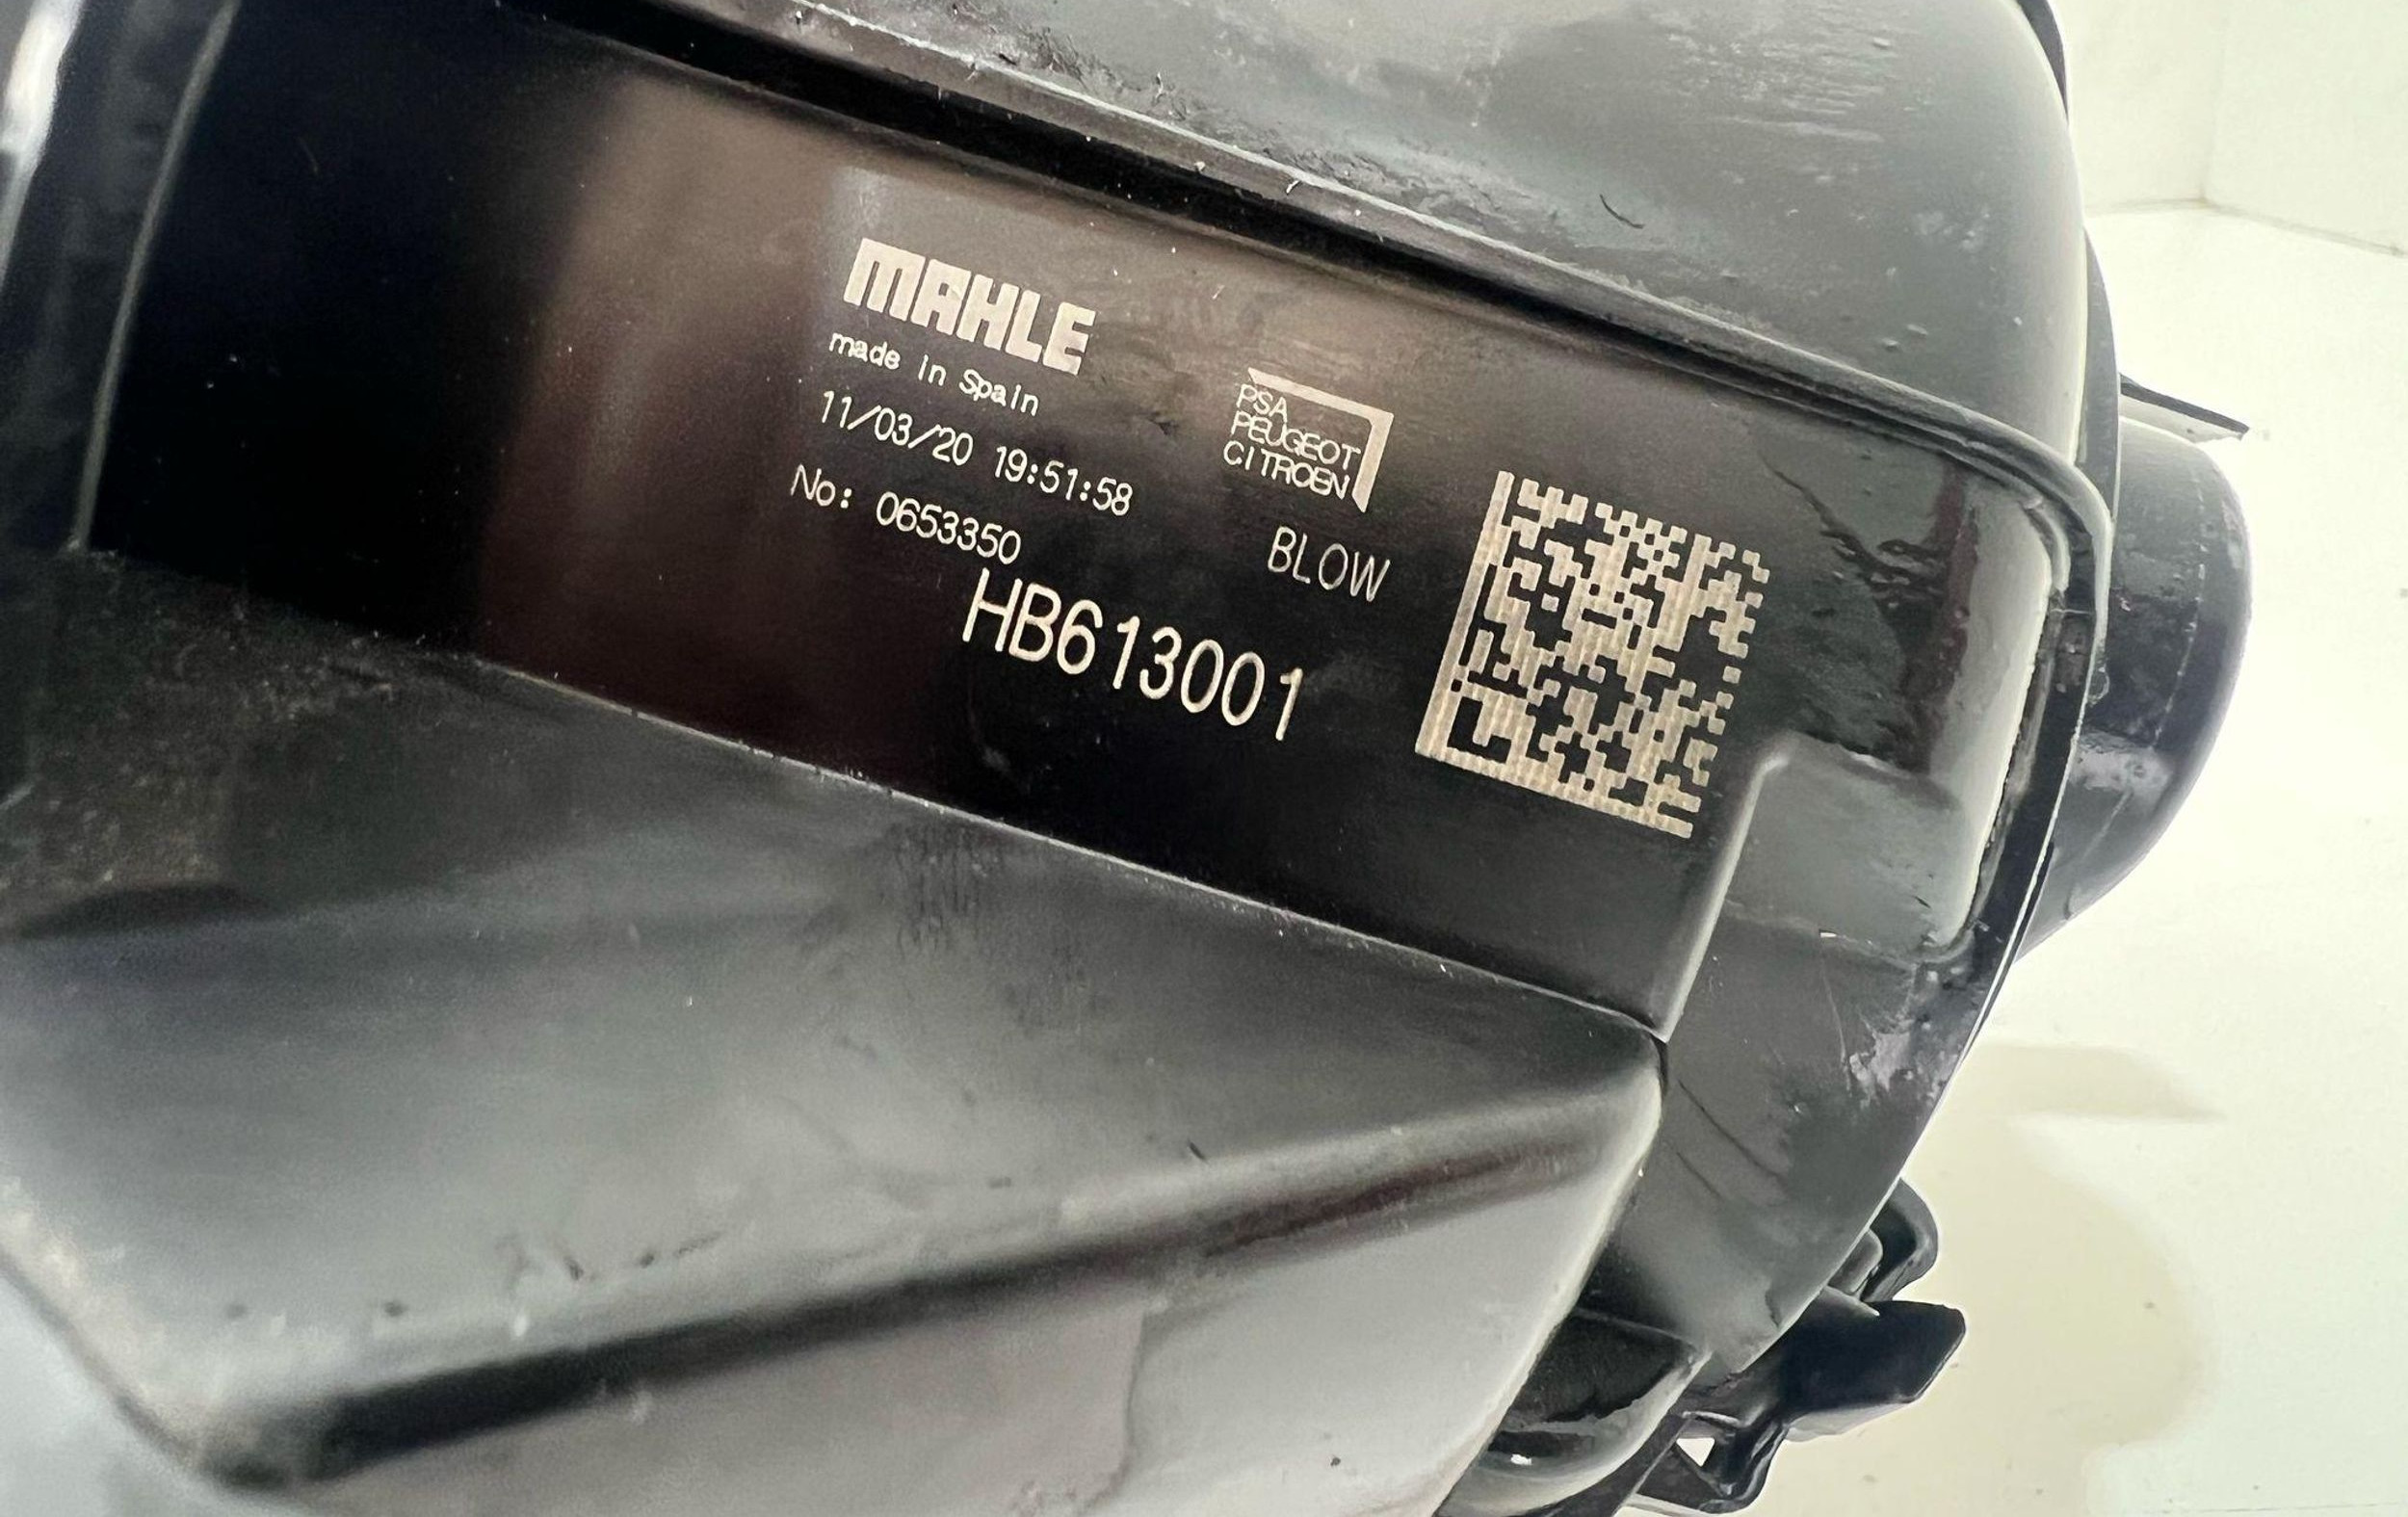 MAHLE
made in Spain
11/03/20 19:51:58
No: 0653350
PSA
PEUGEOT
CITROEN
BLOW
HB613001